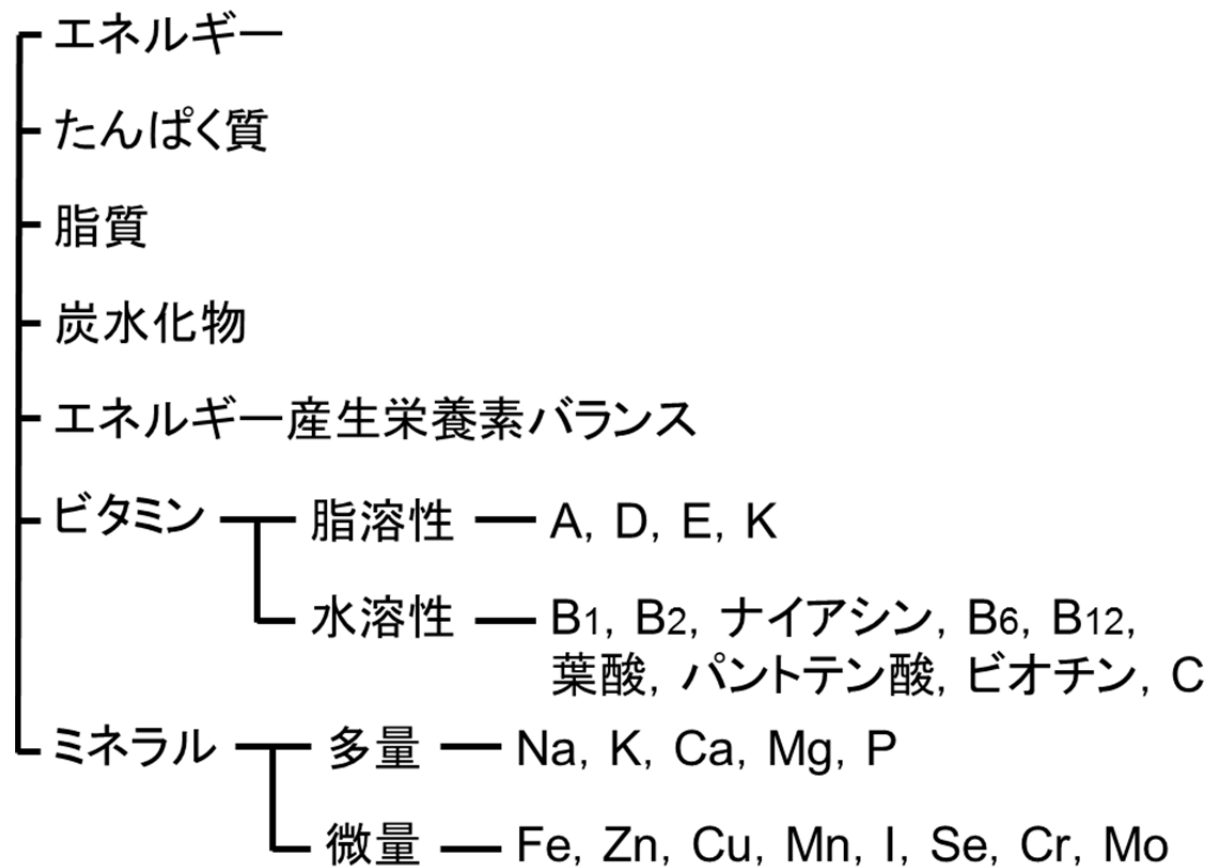 エネルギー
たんぱく質
脂質
炭水化物
エネルギー産生栄養素バランス
ビタミン 脂溶性 A, D, E, K
水溶性 B1, B2, ナイアシン, B6, B12,
葉酸, パントテン酸, ビオチン, C
ミネラル 多量 Na, K, Ca, Mg, P
微量 Fe, Zn, Cu, Mn, I, Se, Cr, Mo